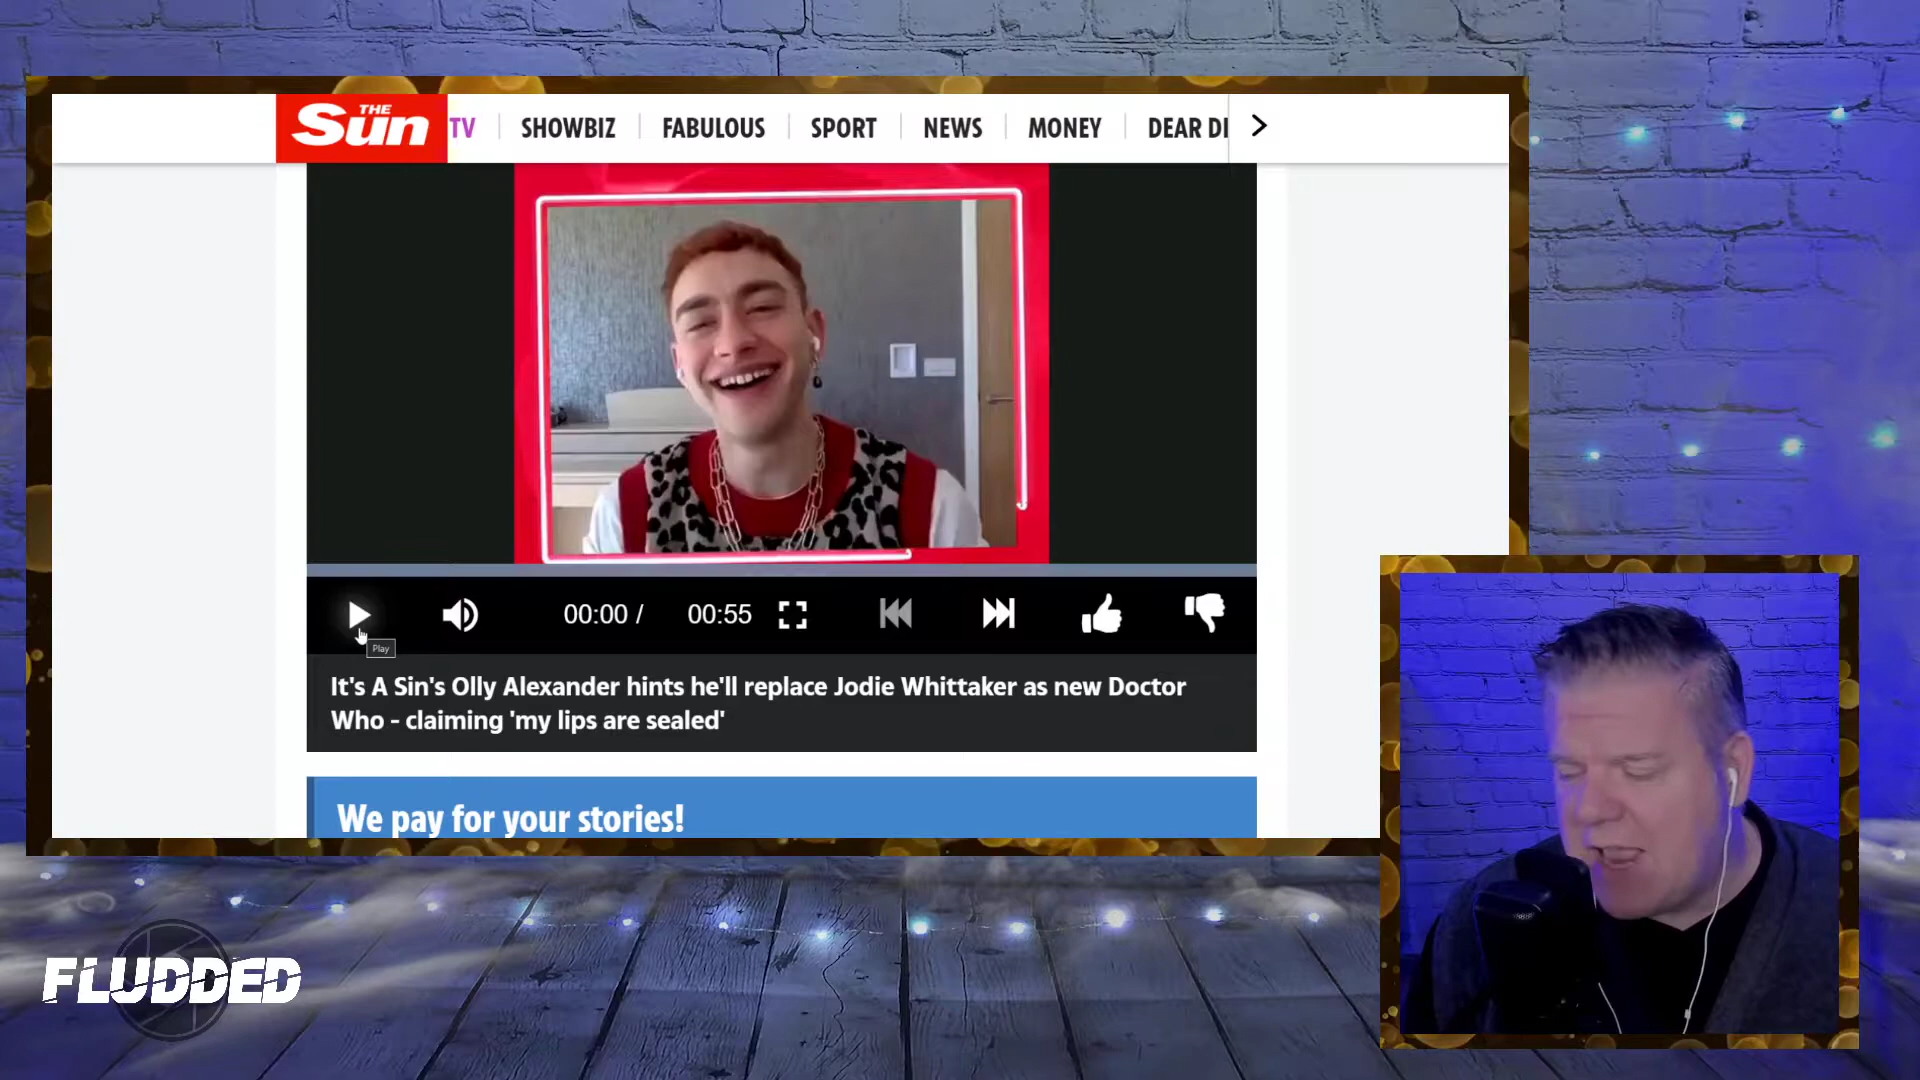 THE
Sun
TV
SHOWBIZ
FABULOUS
SPORT
NEWS
MONEY
DEAR DE
00:00 / 00:55
Play
It's A Sin's Olly Alexander hints he'll replace Jodie Whittaker as new Doctor
Who - claiming 'my lips are sealed'
We pay for your stories!
FLUDDED